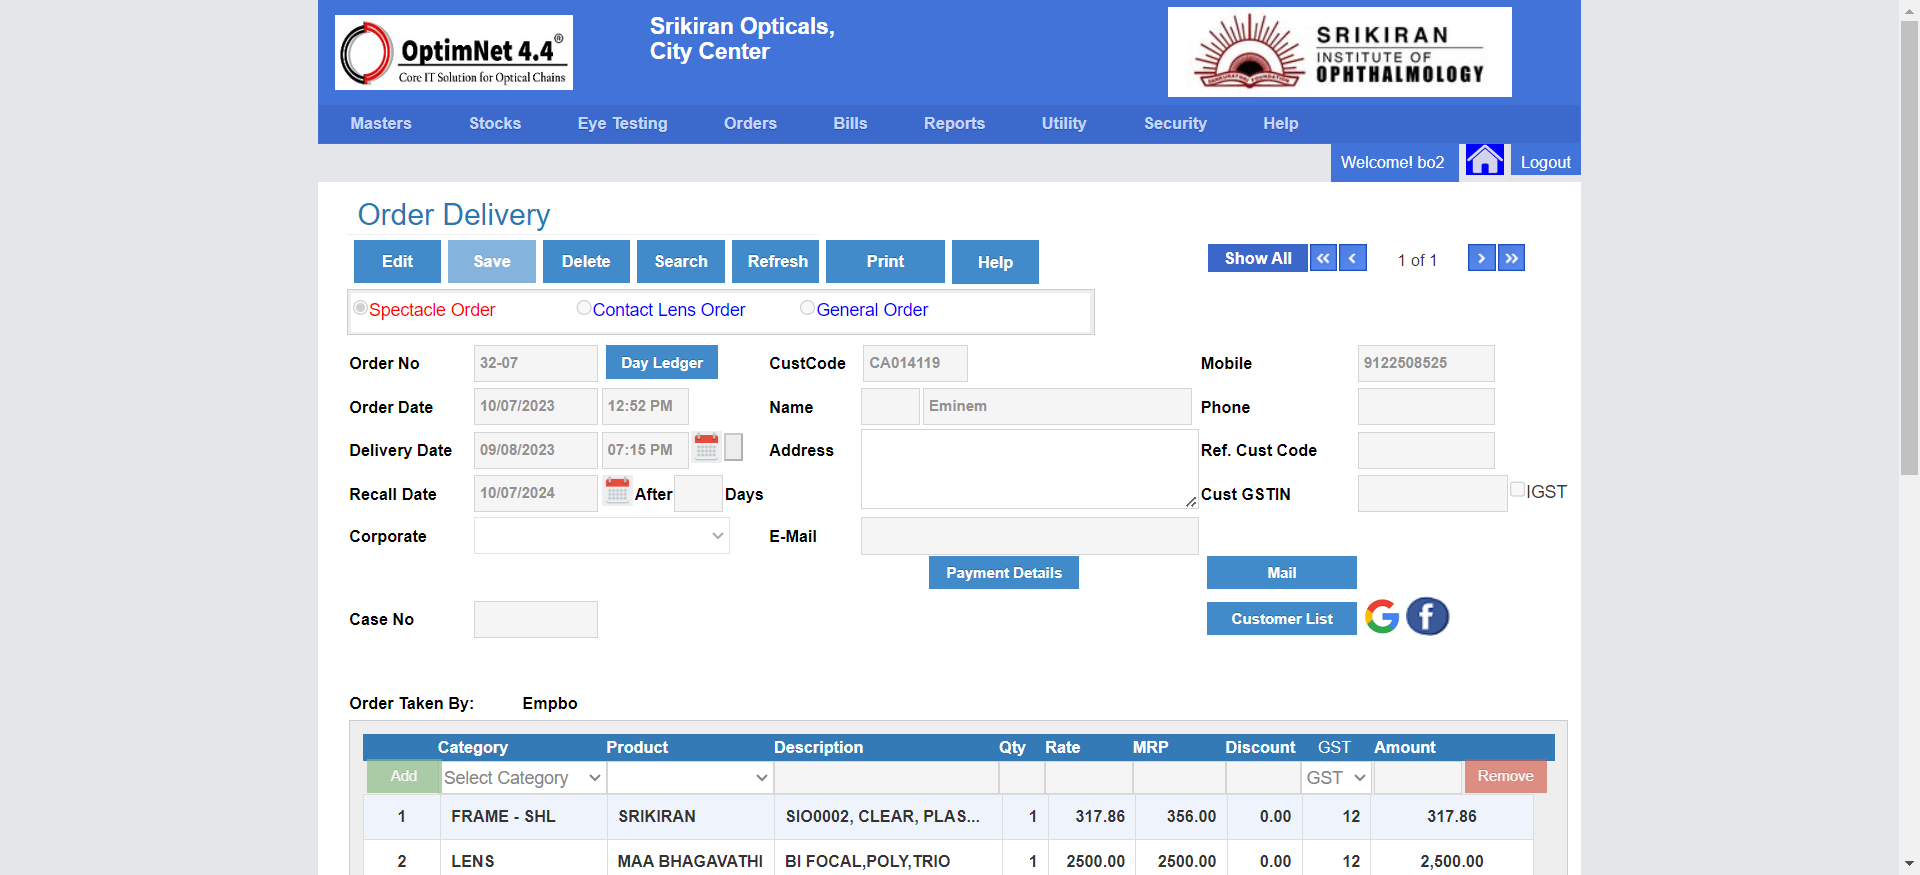 OptimNet 4.4®
Core IT Solution for Optical Chains
Srikiran Opticals,
City Center
SRIKIRAN
INSTITUTE OF
OPHTHALMOLOGY
Masters Stocks Eye Testing Orders Bills Reports Utility Security Help
Welcome! bo2 Logout
Order Delivery
Edit Save Delete Search Refresh Print Help
Show All « ‹ 1 of 1 › »
Spectacle Order Contact Lens Order General Order
Order No 32-07 Day Ledger CustCode CA014119 Mobile 9122508525
Order Date 10/07/2023 12:52 PM Name Eminem Phone
Delivery Date 09/08/2023 07:15 PM Address Ref. Cust Code
Recall Date 10/07/2024 After Days Cust GSTIN IGST
Corporate E-Mail
Payment Details Mail
Case No Customer List
Order Taken By: Empbo
Category Product Description Qty Rate MRP Discount GST Amount
Add Select Category GST Remove
1 FRAME - SHL SRIKIRAN SIO0002, CLEAR, PLAS... 1 317.86 356.00 0.00 12 317.86
2 LENS MAA BHAGAVATHI BI FOCAL,POLY,TRIO 1 2500.00 2500.00 0.00 12 2,500.00